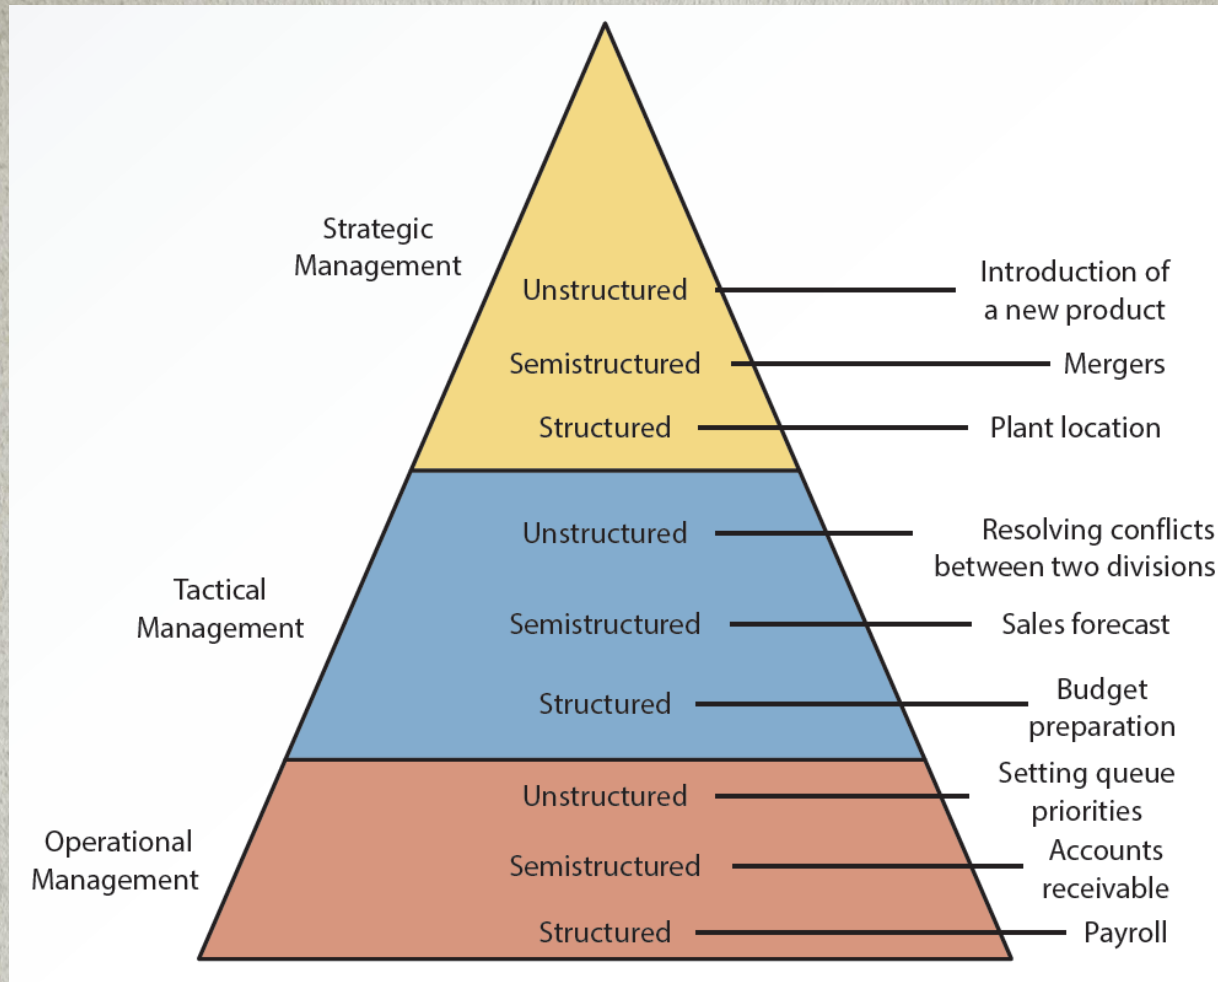 Strategic
Management
Unstructured
Introduction of
a new product
Semistructured
Mergers
Structured
Plant location
Tactical
Management
Unstructured
Resolving conflicts
between two divisions
Semistructured
Sales forecast
Structured
Budget
preparation
Operational
Management
Unstructured
Setting queue
priorities
Semistructured
Accounts
receivable
Structured
Payroll